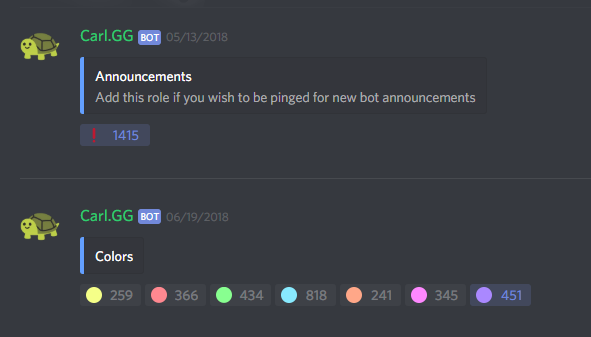 Carl.GG BOT 05/13/2018
Announcements
Add this role if you wish to be pinged for new bot announcements
1415
Carl.GG BOT 06/19/2018
Colors
259 366 434 818 241 345 451